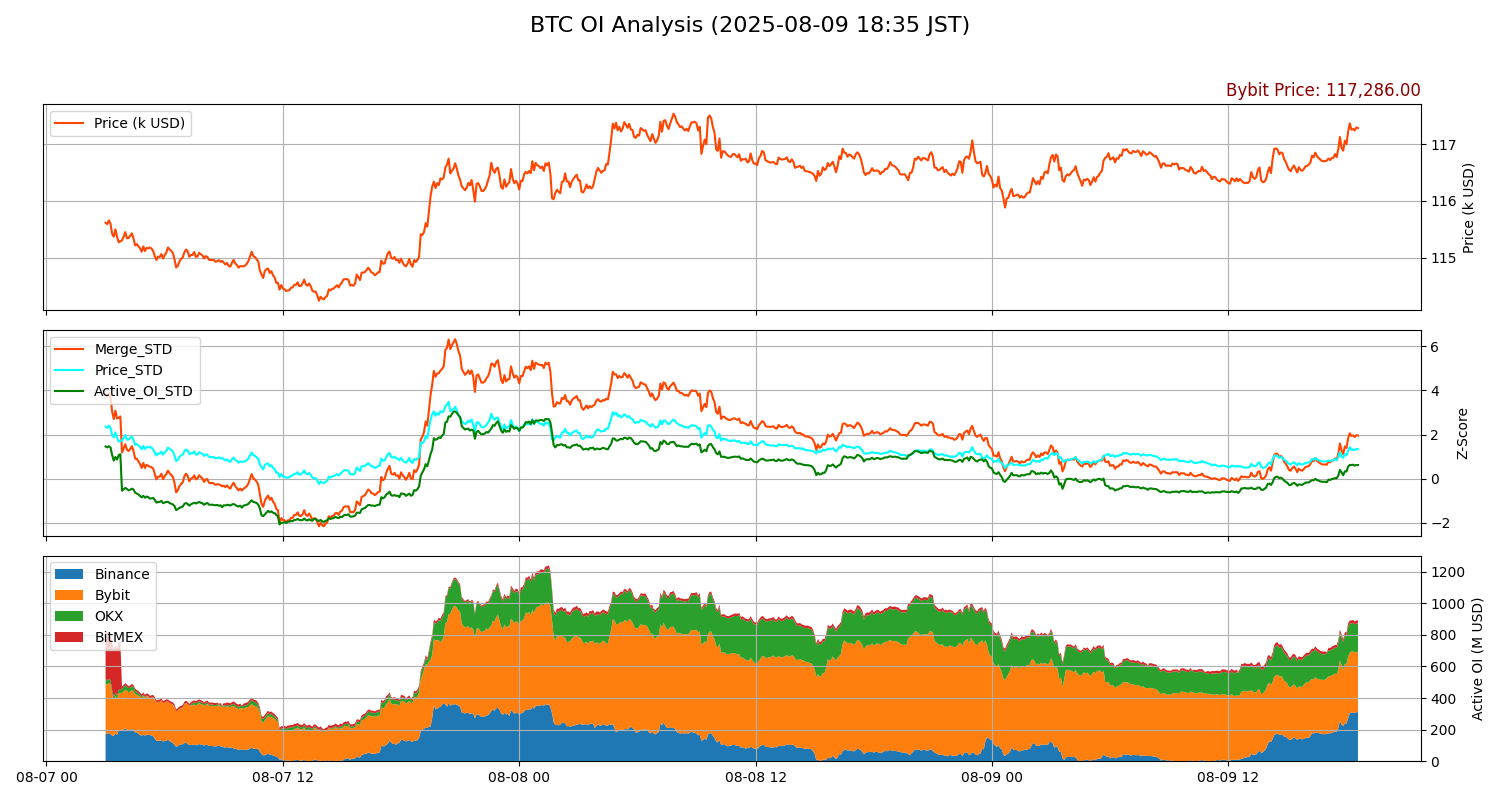 BTC OI Analysis (2025-08-09 18:35 JST)
Bybit Price: 117,286.00
Price (k USD)
117
116
115
Price (k USD)
Merge_STD
Price_STD
Active_OI_STD
6
4
2
0
−2
Z-Score
Binance
Bybit
OKX
BitMEX
1200
1000
800
600
400
200
0
Active OI (M USD)
08-07 00
08-07 12
08-08 00
08-08 12
08-09 00
08-09 12